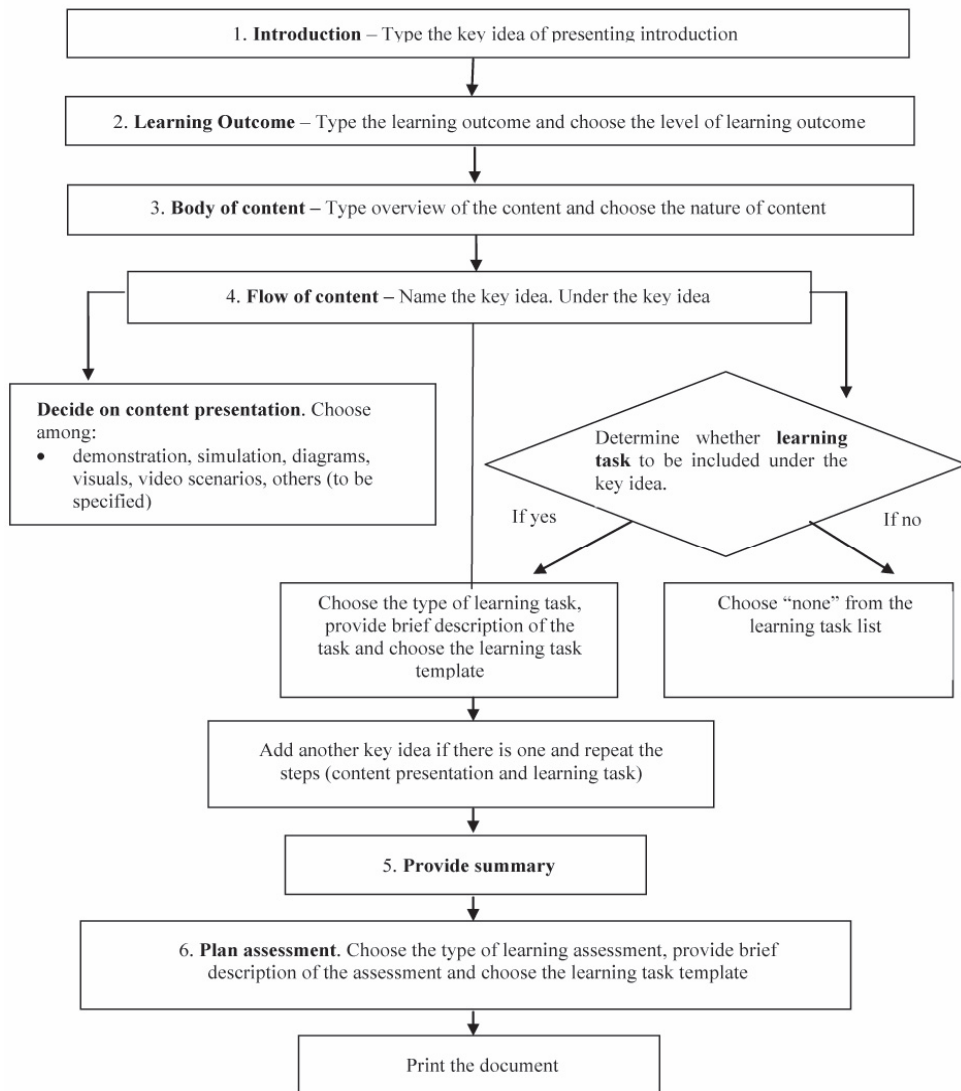 1. Introduction – Type the key idea of presenting introduction
2. Learning Outcome – Type the learning outcome and choose the level of learning outcome
3. Body of content – Type overview of the content and choose the nature of content
4. Flow of content – Name the key idea. Under the key idea
Decide on content presentation. Choose
among:
• demonstration, simulation, diagrams,
visuals, video scenarios, others (to be
specified)
Determine whether learning
task to be included under the
key idea.
If yes
If no
Choose the type of learning task,
provide brief description of the
task and choose the learning task
template
Choose “none” from the
learning task list
Add another key idea if there is one and repeat the
steps (content presentation and learning task)
5. Provide summary
6. Plan assessment. Choose the type of learning assessment, provide brief
description of the assessment and choose the learning task template
Print the document